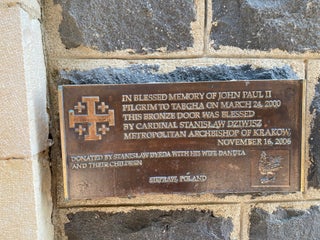 IN BLESSED MEMORY OF JOHN PAUL II
PILGRIM TO TABGHA ON MARCH 24, 2000
THIS BRONZE DOOR WAS BLESSED
BY CARDINAL STANISŁAW DZIWISZ
METROPOLITAN ARCHBISHOP OF KRAKOW,
NOVEMBER 16, 2006
DONATED BY STANISŁAW DYRDA WITH HIS WIFE DANUTA
AND THEIR CHILDREN
SIEPRAW, POLAND